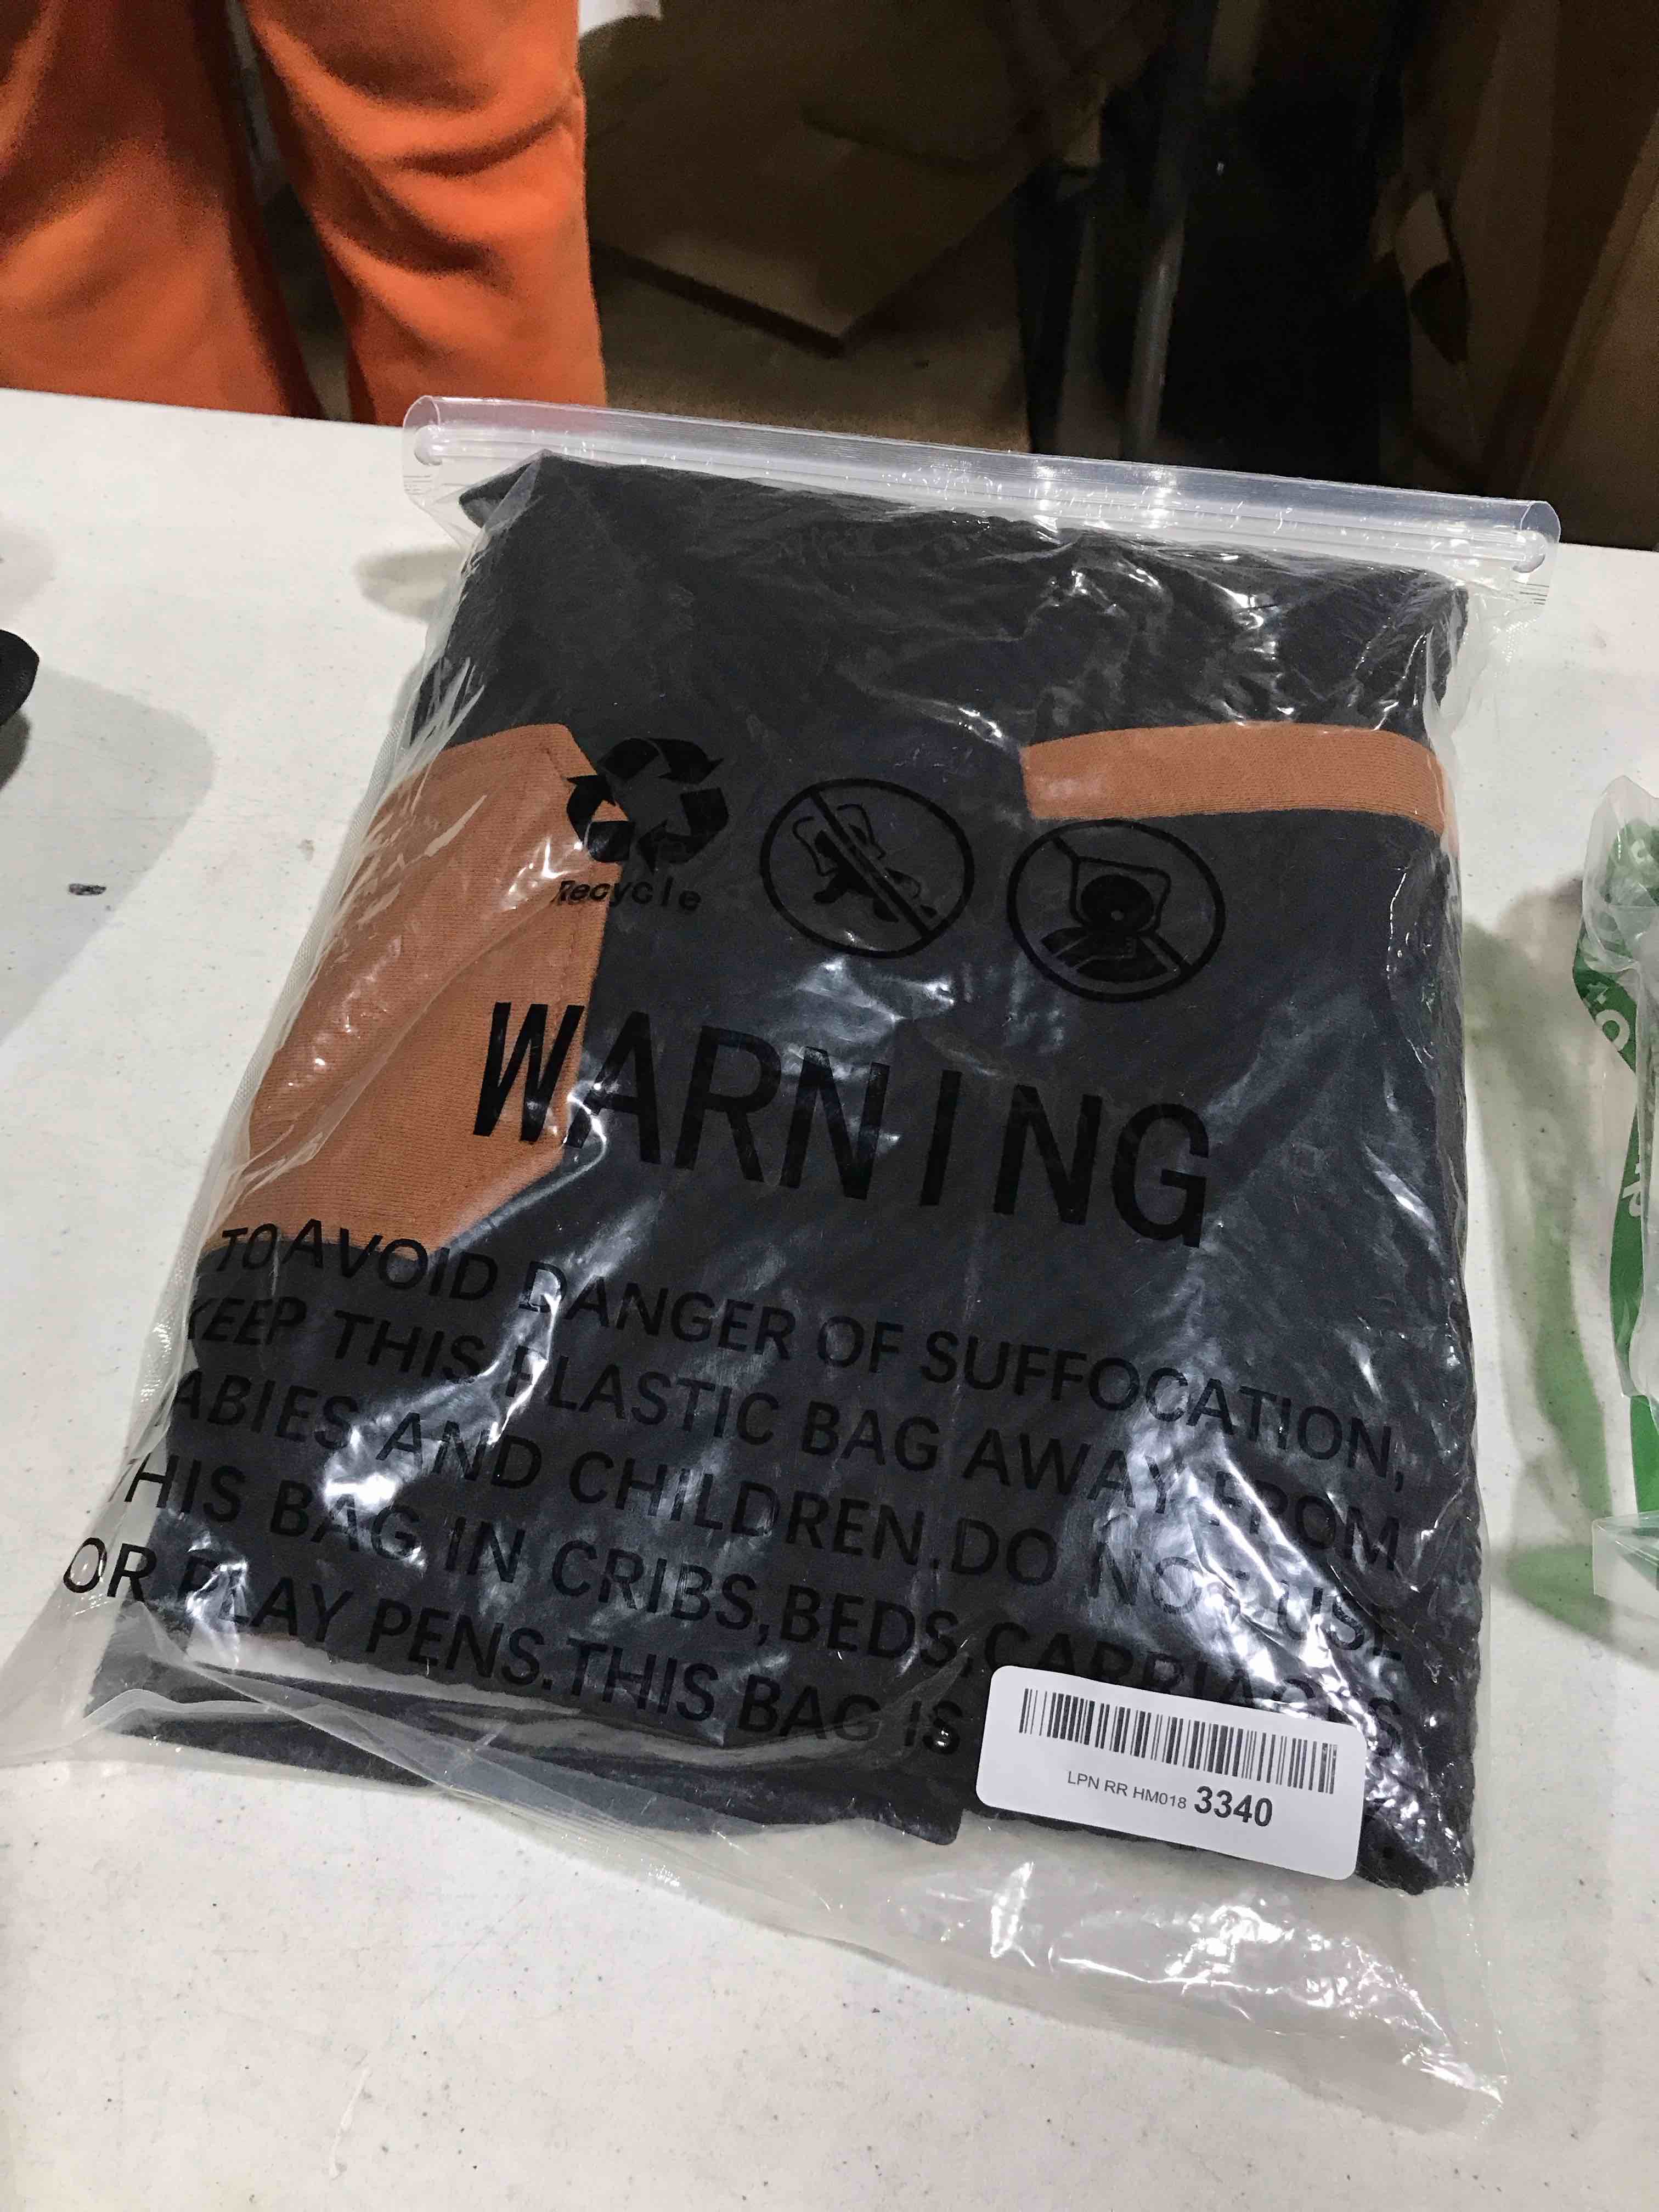 Recycle
WARNING
TO AVOID DANGER OF SUFFOCATION,
KEEP THIS PLASTIC BAG AWAY FROM
ABIES AND CHILDREN.DO NOT USE
THIS BAG IN CRIBS,BEDS,CARRIAGES
OR PLAY PENS.THIS BAG IS
LPN RR HM018 3340